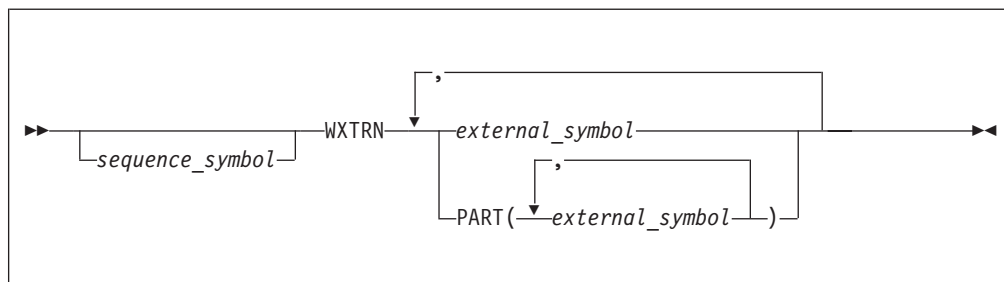 ,
WXTRN external_symbol
sequence_symbol ,
PART( external_symbol )